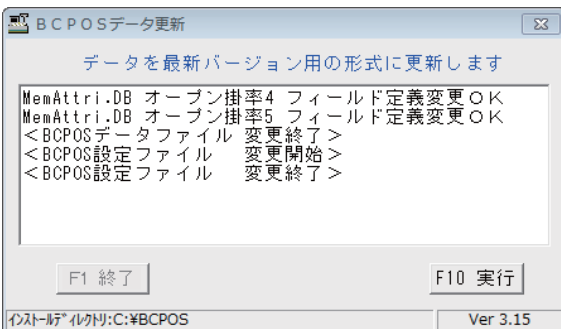 BCPOSデータ更新
データを最新バージョン用の形式に更新します
MemAttri.DB オープン掛率4 フィールド定義変更OK
MemAttri.DB オープン掛率5 フィールド定義変更OK
<BCPOSデータファイル 変更終了>
<BCPOS設定ファイル 変更開始>
<BCPOS設定ファイル 変更終了>
F1 終了
F10 実行
インストールディレクトリ:C:¥BCPOS
Ver 3.15